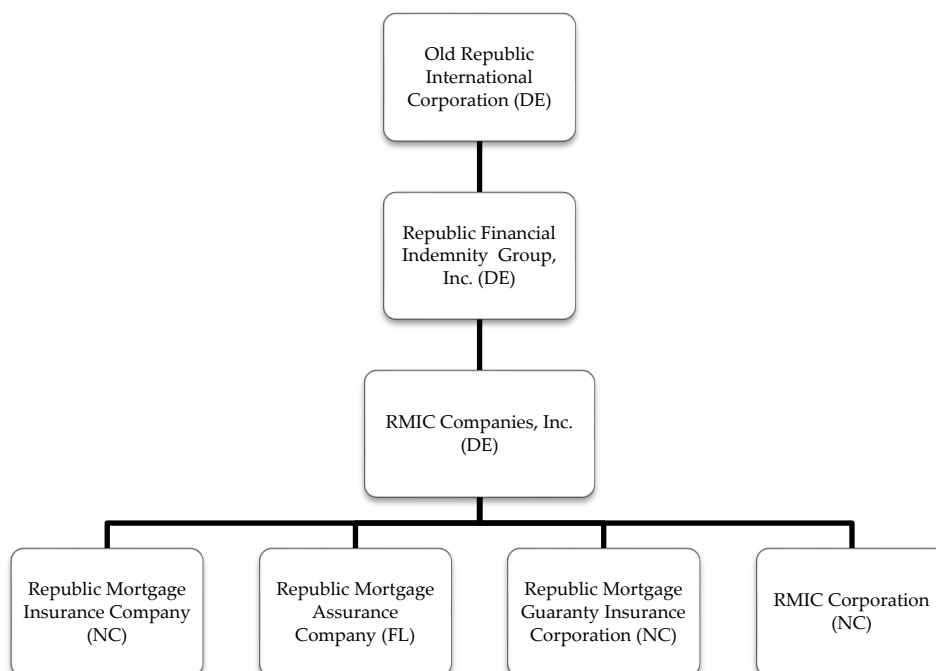 Old Republic
International
Corporation (DE)
Republic Financial
Indemnity  Group,
Inc. (DE)
RMIC Companies, Inc.
(DE)
Republic Mortgage
Insurance Company
(NC)
Republic Mortgage
Assurance
Company (FL)
Republic Mortgage
Guaranty Insurance
Corporation (NC)
RMIC Corporation
(NC)